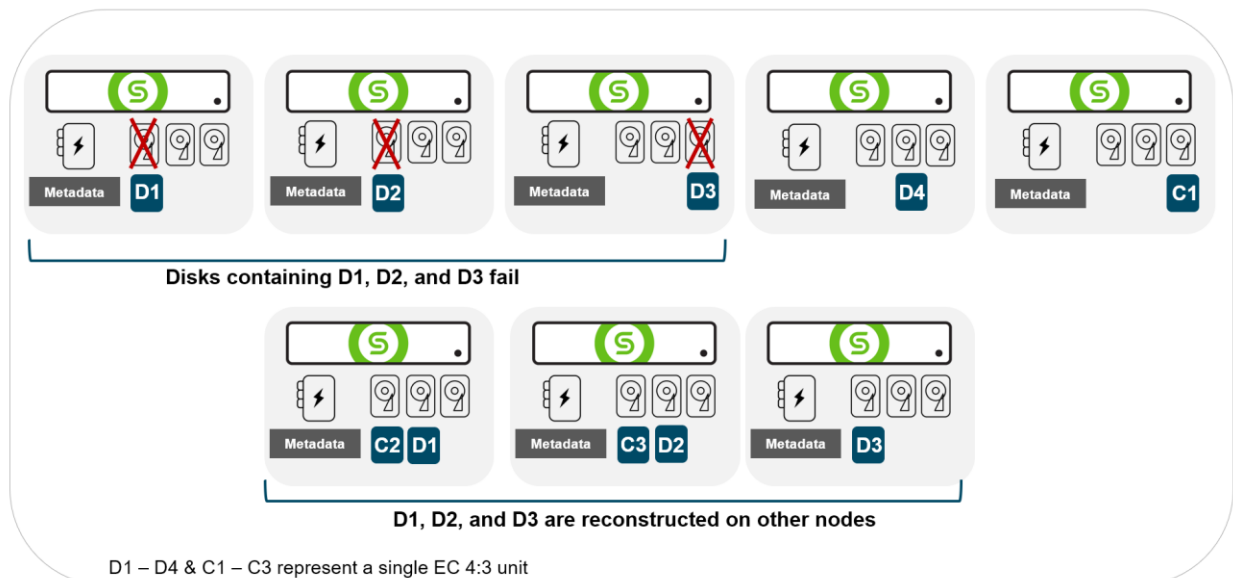 Metadata D1 Metadata D2 Metadata D3 Metadata D4 Metadata C1
Disks containing D1, D2, and D3 fail
Metadata C2 D1 Metadata C3 D2 Metadata D3
D1, D2, and D3 are reconstructed on other nodes
D1 – D4 & C1 – C3 represent a single EC 4:3 unit